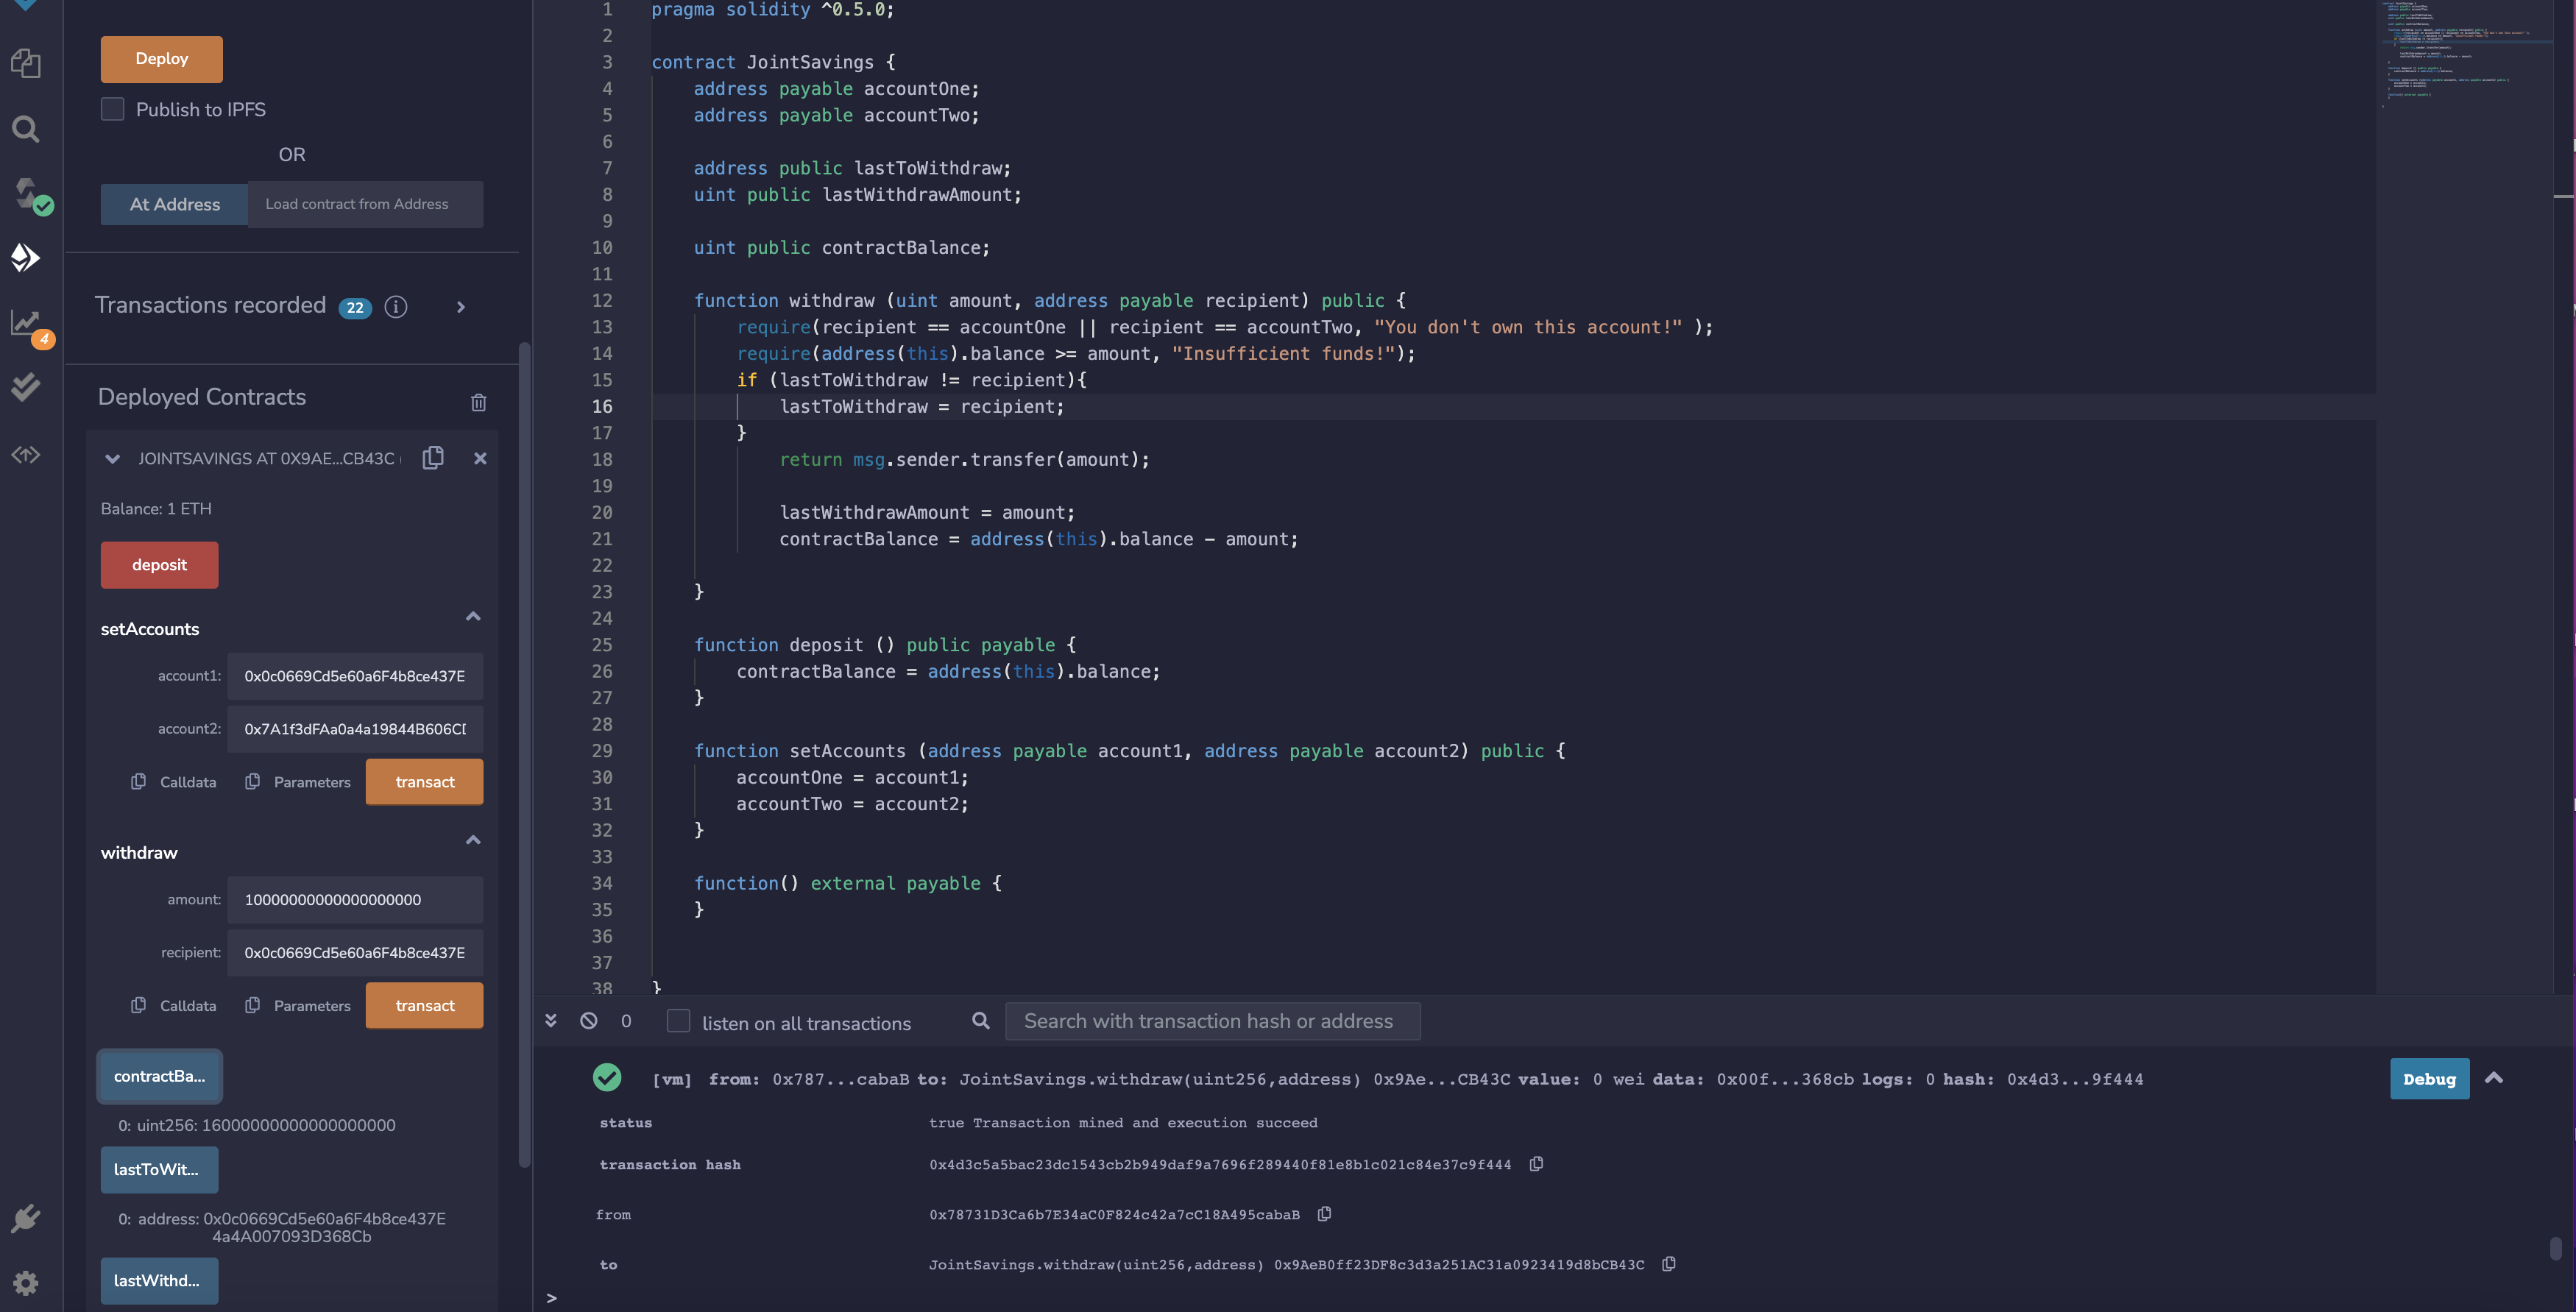 Deploy
Publish to IPFS
OR
At Address
Load contract from Address
Transactions recorded 22 i
4
Deployed Contracts
JOINTSAVINGS AT 0X9AE...CB43C
Balance: 1 ETH
deposit
setAccounts
account1: 0x0c0669Cd5e60a6F4b8ce437E
account2: 0x7A1f3dFAa0a4a19844B606C
Calldata Parameters transact
withdraw
amount: 10000000000000000000
recipient: 0x0c0669Cd5e60a6F4b8ce437E
Calldata Parameters transact
contractBa...
0: uint256: 16000000000000000000
lastToWit...
0: address: 0x0c0669Cd5e60a6F4b8ce437E
4a4A007093D368Cb
lastWithd...
1 pragma solidity ^0.5.0;
2
3 contract JointSavings {
4 address payable accountOne;
5 address payable accountTwo;
6
7 address public lastToWithdraw;
8 uint public lastWithdrawAmount;
9
10 uint public contractBalance;
11
12 function withdraw (uint amount, address payable recipient) public {
13 require(recipient == accountOne || recipient == accountTwo, "You don't own this account!" );
14 require(address(this).balance >= amount, "Insufficient funds!");
15 if (lastToWithdraw != recipient){
16 lastToWithdraw = recipient;
17 }
18 return msg.sender.transfer(amount);
19
20 lastWithdrawAmount = amount;
21 contractBalance = address(this).balance - amount;
22
23 }
24
25 function deposit () public payable {
26 contractBalance = address(this).balance;
27 }
28
29 function setAccounts (address payable account1, address payable account2) public {
30 accountOne = account1;
31 accountTwo = account2;
32 }
33
34 function() external payable {
35 }
36
37
38 }
0 listen on all transactions Search with transaction hash or address
[vm] from: 0x787...cabaB to: JointSavings.withdraw(uint256,address) 0x9Ae...CB43C value: 0 wei data: 0x00f...368cb logs: 0 hash: 0x4d3...9f444 Debug
status true Transaction mined and execution succeed
transaction hash 0x4d3c5a5bac23dc1543cb2b949daf9a7696f289440f81e8b1c021c84e37c9f444
from 0x78731D3Ca6b7E34aC0F824c42a7cC18A495cabaB
to JointSavings.withdraw(uint256,address) 0x9AeB0ff23DF8c3d3a251AC31a0923419d8bCB43C
>